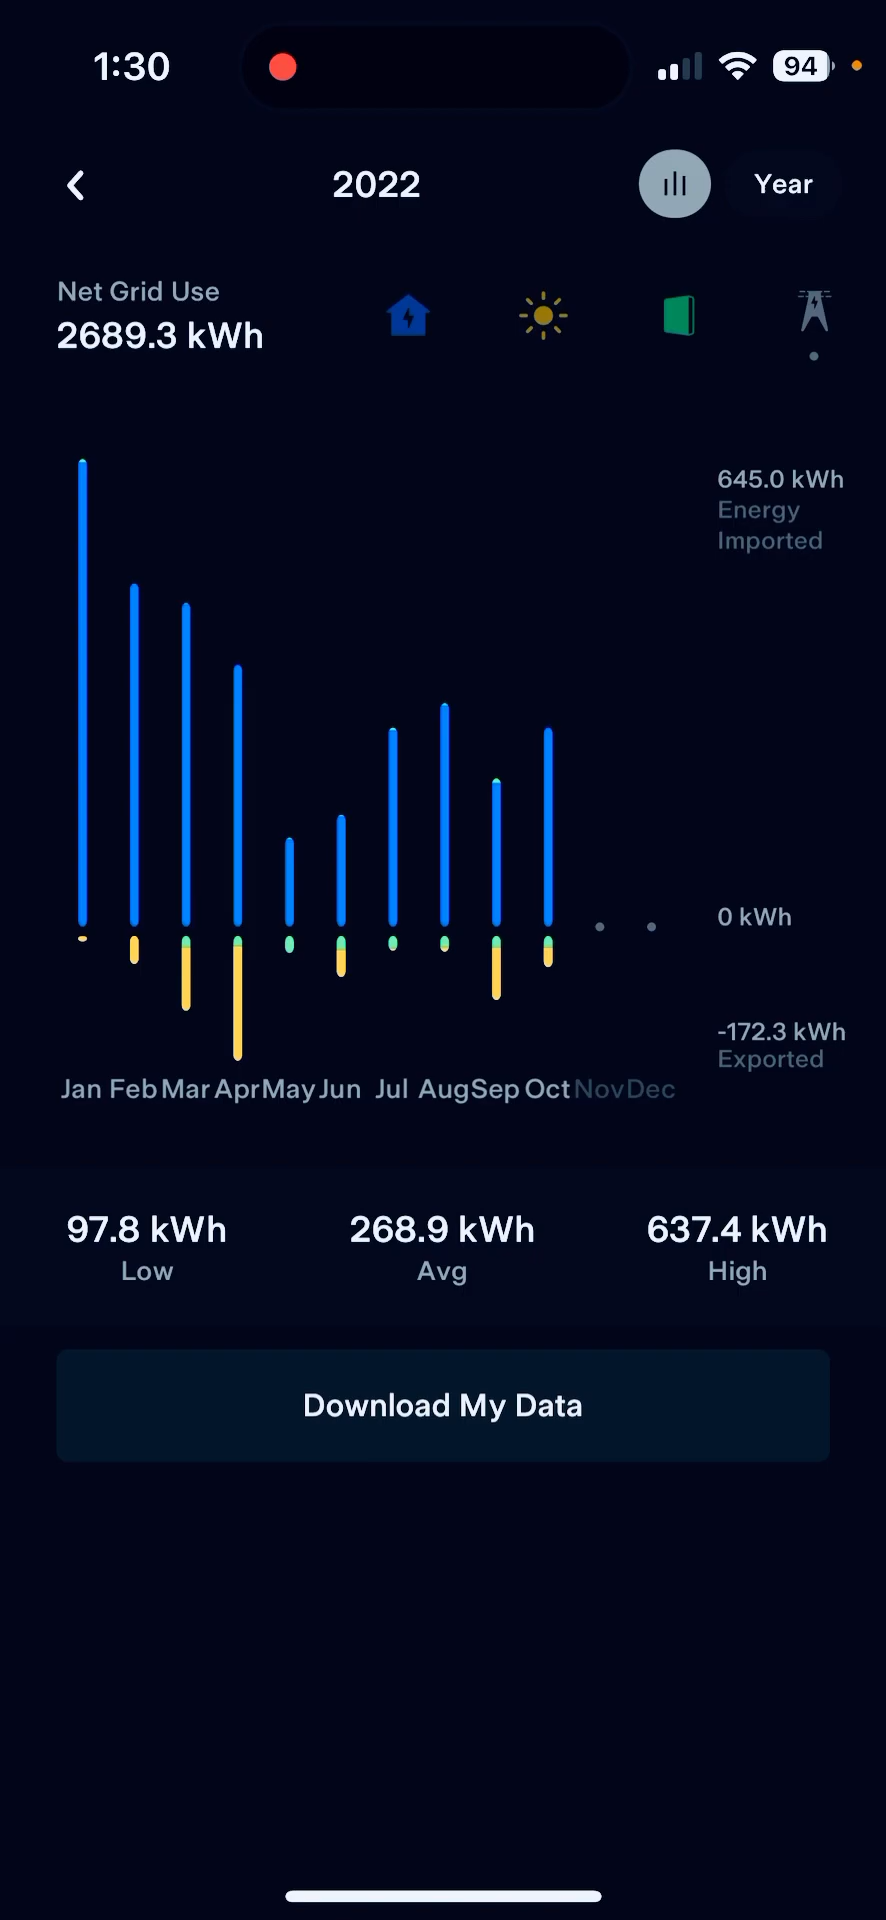 1:30
94
2022
Year
Net Grid Use
2689.3 kWh
645.0 kWh
Energy
Imported
0 kWh
-172.3 kWh
Exported
Jan Feb Mar Apr May Jun Jul Aug Sep Oct Nov Dec
97.8 kWh 268.9 kWh 637.4 kWh
Low Avg High
Download My Data